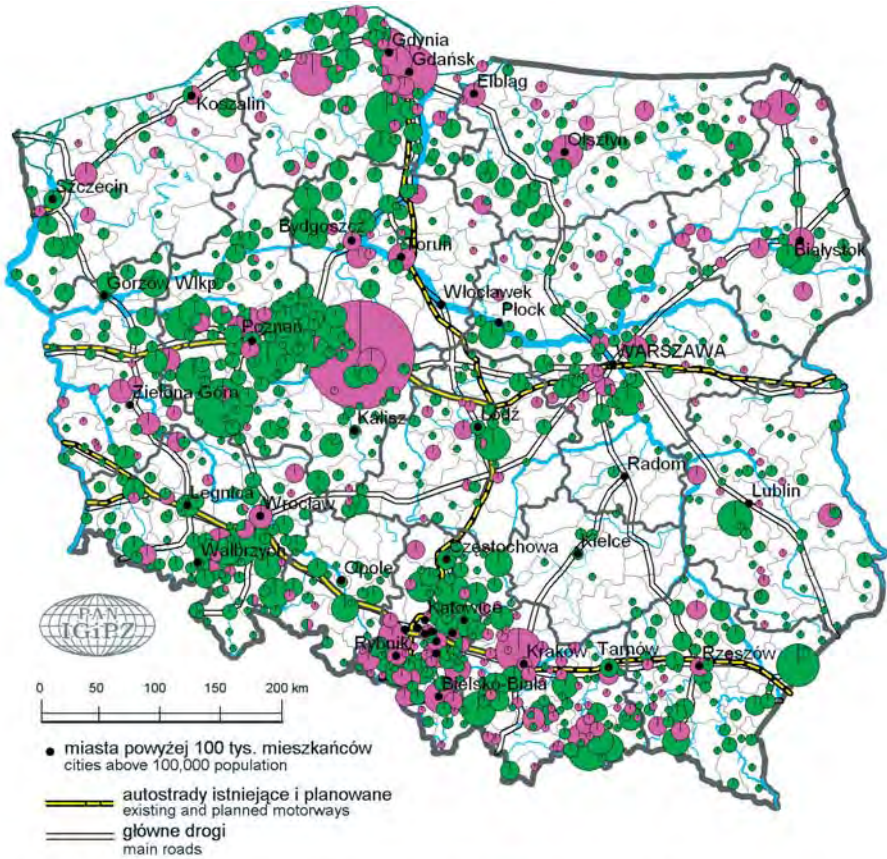 Gdynia
Gdańsk
Elbląg
Koszalin
Olsztyn
Szczecin
Bydgoszcz
Toruń
Białystok
Gorzów Wlkp.
Włocławek
Płock
Poznań
WARSZAWA
Zielona Góra
Kalisz
Łódź
Radom
Legnica
Wrocław
Lublin
Wałbrzych
Opole
Częstochowa
Kielce
PAN
IGiPZ
Katowice
Rybnik
Kraków
Tarnów
Rzeszów
Bielsko-Biała
0 50 100 150 200 km
miasta powyżej 100 tys. mieszkańców
cities above 100,000 population
autostrady istniejące i planowane
existing and planned motorways
główne drogi
main roads